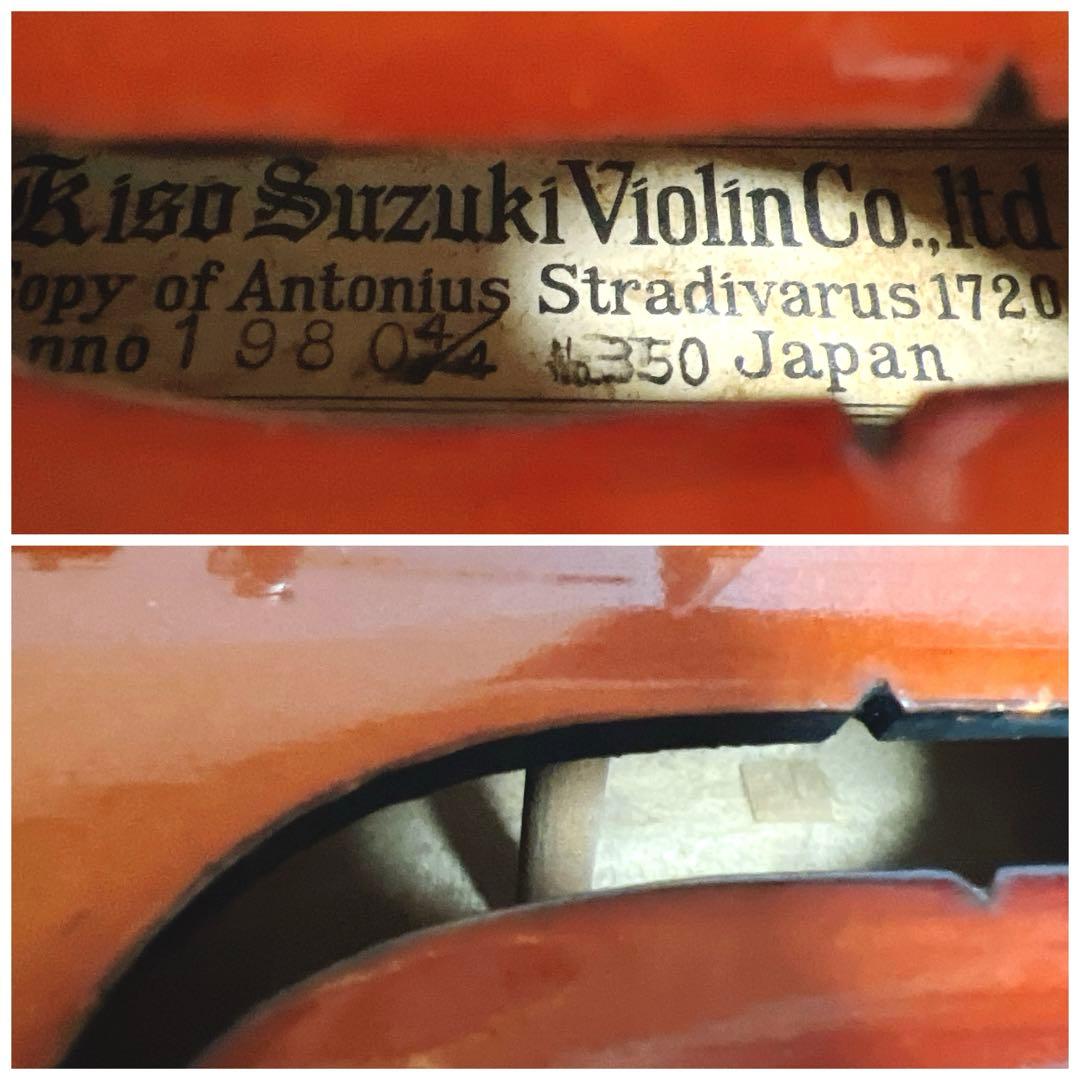 Kiso Suzuki Violin Co., ltd
opy of Antonius Stradivarus 1720
nno 1980 4/4 No. 350 Japan